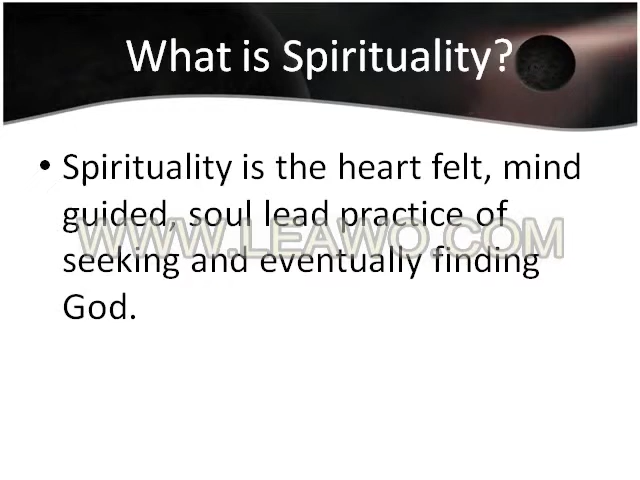 What is Spirituality?
• Spirituality is the heart felt, mind
guided, soul lead practice of
WWW.LEAWO.COM
seeking and eventually finding
God.